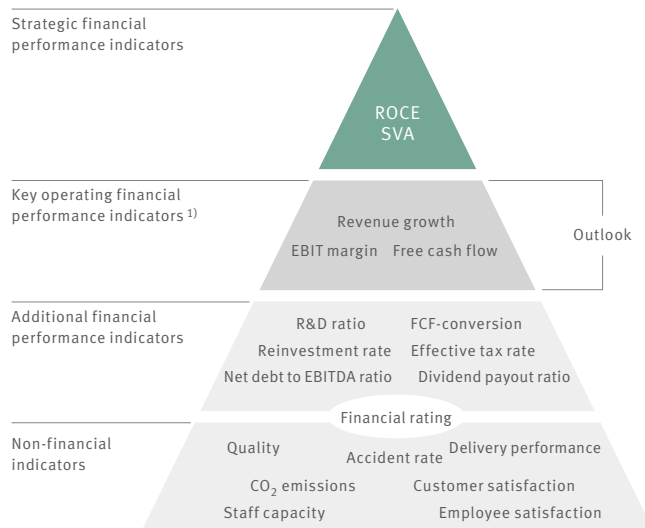 Strategic financial
performance indicators
ROCE
SVA
Key operating financial
performance indicators 1)
Revenue growth
EBIT margin Free cash flow
Outlook
Additional financial
performance indicators
R&D ratio FCF-conversion
Reinvestment rate Effective tax rate
Net debt to EBITDA ratio Dividend payout ratio
Financial rating
Non-financial
indicators
Quality Accident rate Delivery performance
CO₂ emissions Customer satisfaction
Staff capacity Employee satisfaction